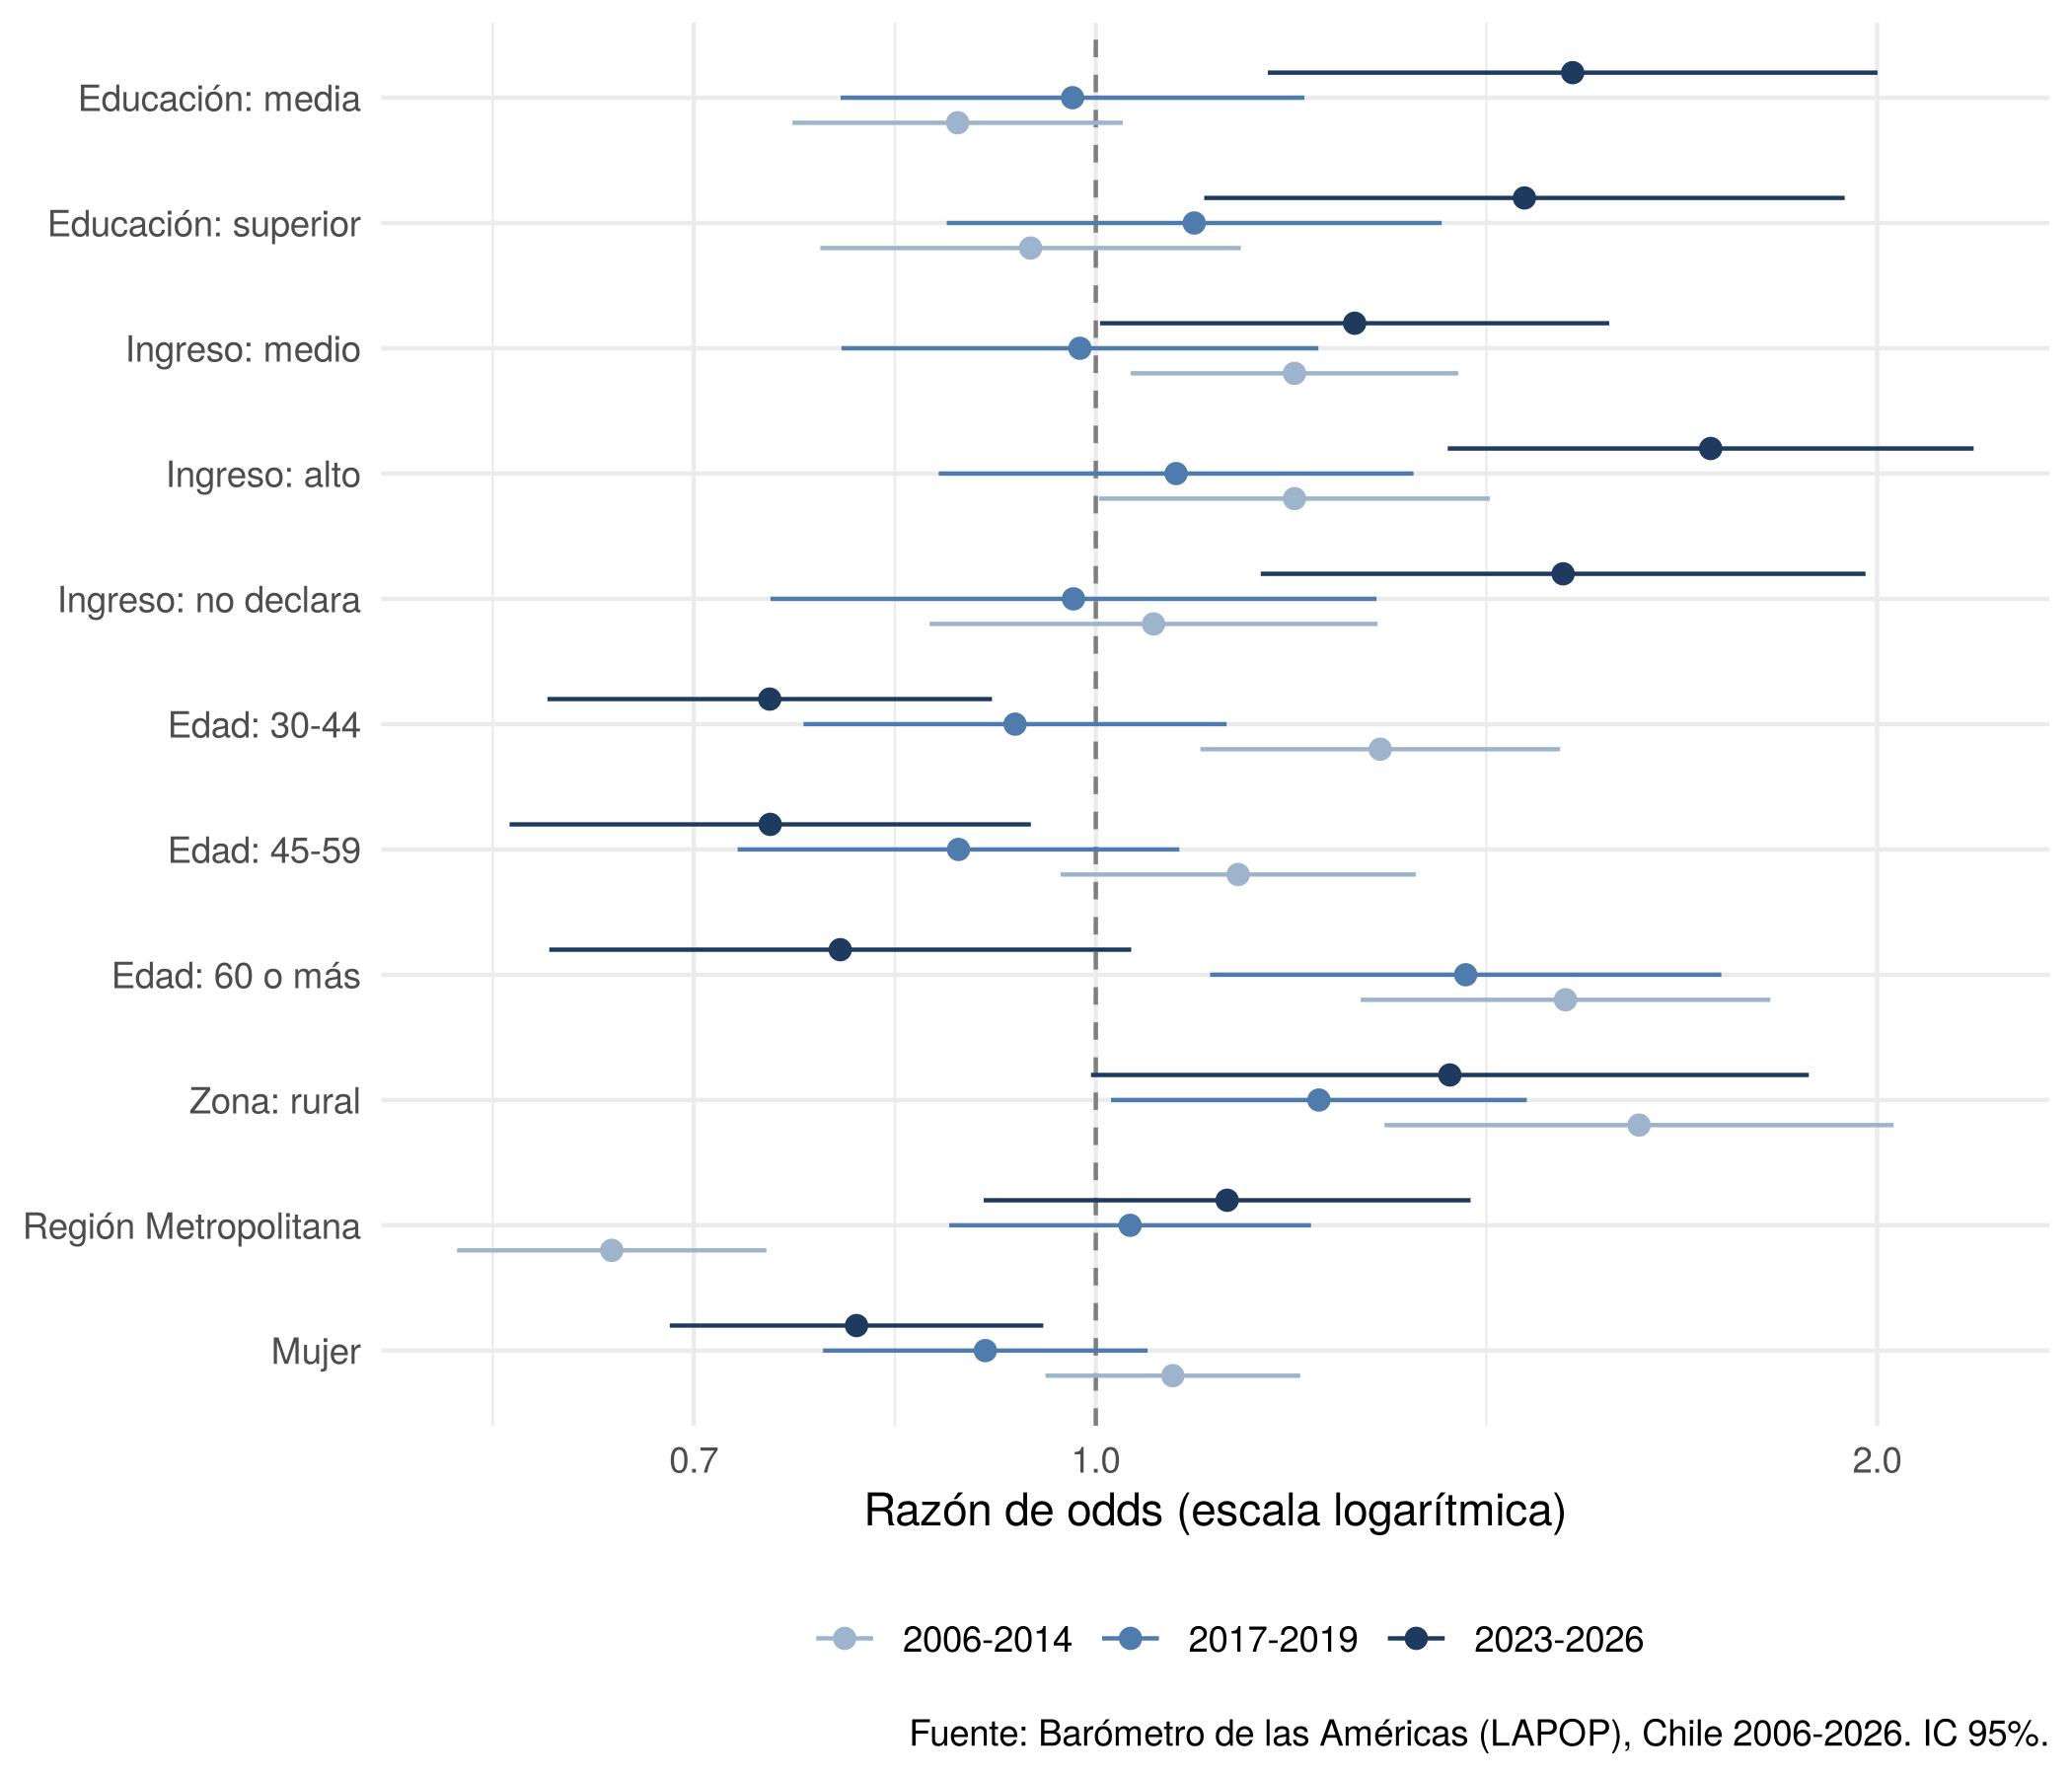 Educación: media
Educación: superior
Ingreso: medio
Ingreso: alto
Ingreso: no declara
Edad: 30-44
Edad: 45-59
Edad: 60 o más
Zona: rural
Región Metropolitana
Mujer
0.7 1.0 2.0
Razón de odds (escala logarítmica)
2006-2014 2017-2019 2023-2026
Fuente: Barómetro de las Américas (LAPOP), Chile 2006-2026. IC 95%.